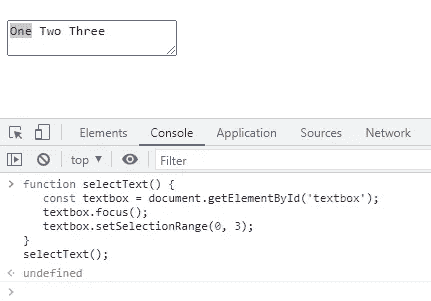 One Two Three
Elements Console Application Sources Network
top ▼ Filter
> function selectText() {
const textbox = document.getElementById('textbox');
textbox.focus();
textbox.setSelectionRange(0, 3);
}
selectText();
< undefined
>